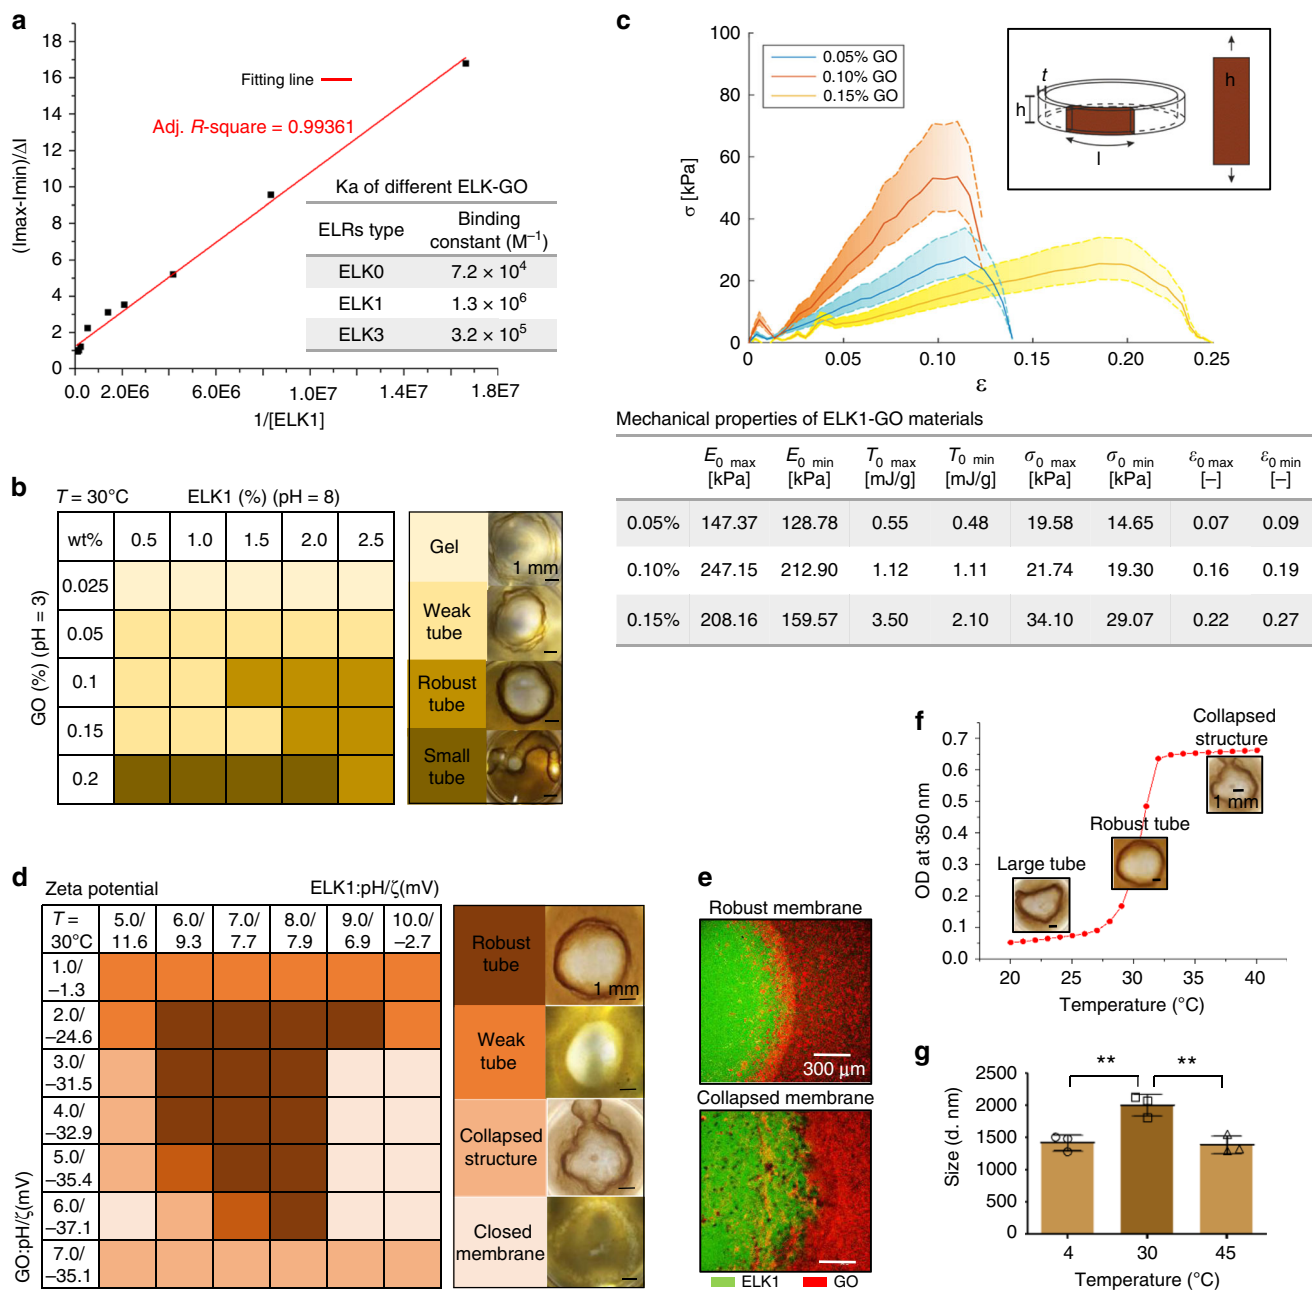 a
18
16
14
12
10
8
6
4
2
0
(Imax-Imin)/ΔI
Fitting line
Adj. R-square = 0.99361
Ka of different ELK-GO
ELRs type Binding constant (M⁻¹)
ELK0 7.2 × 10⁴
ELK1 1.3 × 10⁶
ELK3 3.2 × 10⁵
0.0 2.0E6 6.0E6 1.0E7 1.4E7 1.8E7
1/[ELK1]
b
T = 30°C ELK1 (%) (pH = 8)
wt% 0.5 1.0 1.5 2.0 2.5
0.025
0.05
0.1
0.15
0.2
GO (%) (pH = 3)
Gel
1 mm
Weak
tube
Robust
tube
Small
tube
c
100
80
60
40
20
0
σ [kPa]
0.05% GO
0.10% GO
0.15% GO
t
h
l
h
0 0.05 0.10 0.15 0.20 0.25
ε
Mechanical properties of ELK1-GO materials
E₀ max [kPa] E₀ min [kPa] T₀ max [mJ/g] T₀ min [mJ/g] σ₀ max [kPa] σ₀ min [kPa] ε₀ max [–] ε₀ min [–]
0.05% 147.37 128.78 0.55 0.48 19.58 14.65 0.07 0.09
0.10% 247.15 212.90 1.12 1.11 21.74 19.30 0.16 0.19
0.15% 208.16 159.57 3.50 2.10 34.10 29.07 0.22 0.27
d
Zeta potential ELK1:pH/ζ(mV)
T = 30°C 5.0/ 11.6 6.0/ 9.3 7.0/ 7.7 8.0/ 7.9 9.0/ 6.9 10.0/ –2.7
1.0/
–1.3
2.0/
–24.6
3.0/
–31.5
4.0/
–32.9
5.0/
–35.4
6.0/
–37.1
7.0/
–35.1
GO:pH/ζ(mV)
Robust
tube
1 mm
Weak
tube
Collapsed
structure
Closed
membrane
e
Robust membrane
300 μm
Collapsed membrane
ELK1 GO
f
0.7
0.6
0.5
0.4
0.3
0.2
0.1
0.0
OD at 350 nm
Collapsed
structure
1 mm
Robust tube
Large tube
20 25 30 35 40
Temperature (°C)
g
** **
2500
2000
1500
1000
500
0
Size (d. nm)
4 30 45
Temperature (°C)